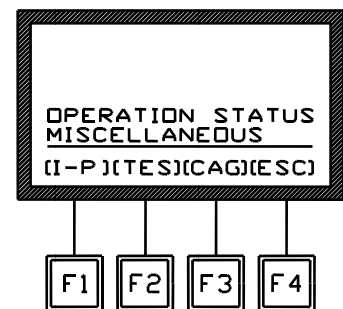 OPERATION STATUS
MISCELLANEOUS
[I-P][TES][CAG][ESC]
F1 F2 F3 F4